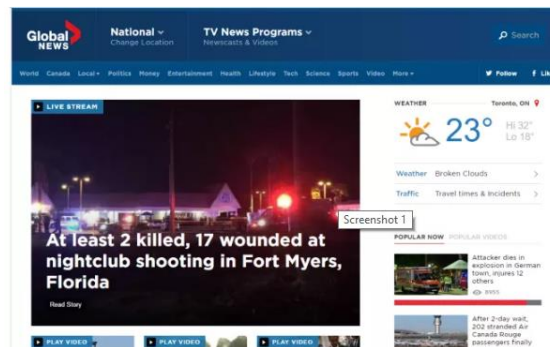 Global
NEWS
National
Change Location
TV News Programs
Newscasts & Videos
Search
World Canada Local Politics Money Entertainment Health Lifestyle Tech Science Sports Video More
Follow
Lik
LIVE STREAM
At least 2 killed, 17 wounded at
nightclub shooting in Fort Myers,
Florida
Read Story
PLAY VIDEO
PLAY VIDEO
PLAY VIDEO
Screenshot 1
WEATHER
Toronto, ON
23°
Hi 32°
Lo 18°
Weather Broken Clouds
Traffic Travel times & Incidents
POPULAR NOW POPULAR VIDEOS
Attacker dies in
explosion in German
town, injures 12
others
After 2-day wait,
202 stranded Air
Canada Rouge
passengers finally